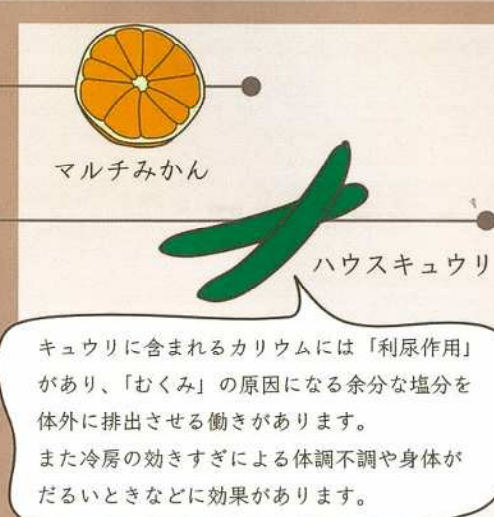 マルチみかん
ハウスキュウリ
キュウリに含まれるカリウムには「利尿作用」
があり、「むくみ」の原因になる余分な塩分を
体外に排出させる働きがあります。
また冷房の効きすぎによる体調不調や身体が
だるいときなどに効果があります。